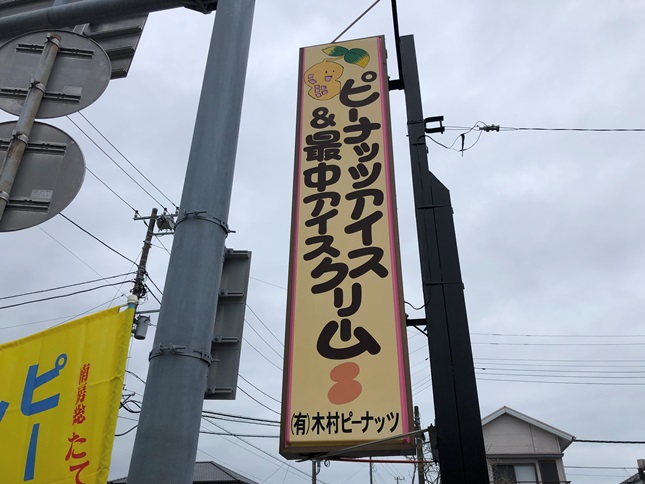 ピーナッツアイス
&最中アイスクリーム
(有)木村ピーナッツ
南房総たて
ピー